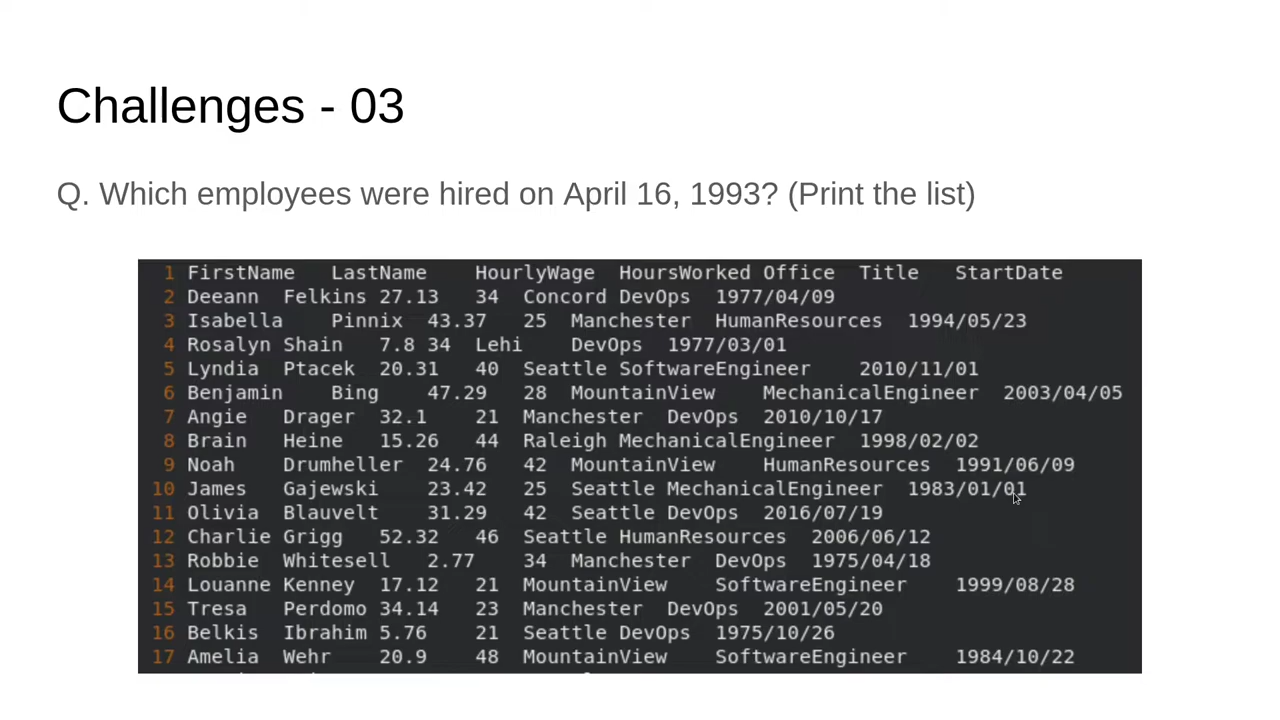 Challenges - 03
Q. Which employees were hired on April 16, 1993? (Print the list)
1 FirstName LastName HourlyWage HoursWorked Office Title StartDate
2 Deeann Felkins 27.13 34 Concord DevOps 1977/04/09
3 Isabella Pinnix 43.37 25 Manchester HumanResources 1994/05/23
4 Rosalyn Shain 7.8 34 Lehi DevOps 1977/03/01
5 Lyndia Ptacek 20.31 40 Seattle SoftwareEngineer 2010/11/01
6 Benjamin Bing 47.29 28 MountainView MechanicalEngineer 2003/04/05
7 Angie Drager 32.1 21 Manchester DevOps 2010/10/17
8 Brain Heine 15.26 44 Raleigh MechanicalEngineer 1998/02/02
9 Noah Drumheller 24.76 42 MountainView HumanResources 1991/06/09
10 James Gajewski 23.42 25 Seattle MechanicalEngineer 1983/01/01
11 Olivia Blauvelt 31.29 42 Seattle DevOps 2016/07/19
12 Charlie Grigg 52.32 46 Seattle HumanResources 2006/06/12
13 Robbie Whitesell 2.77 34 Manchester DevOps 1975/04/18
14 Louanne Kenney 17.12 21 MountainView SoftwareEngineer 1999/08/28
15 Tresa Perdomo 34.14 23 Manchester DevOps 2001/05/20
16 Belkis Ibrahim 5.76 21 Seattle DevOps 1975/10/26
17 Amelia Wehr 20.9 48 MountainView SoftwareEngineer 1984/10/22